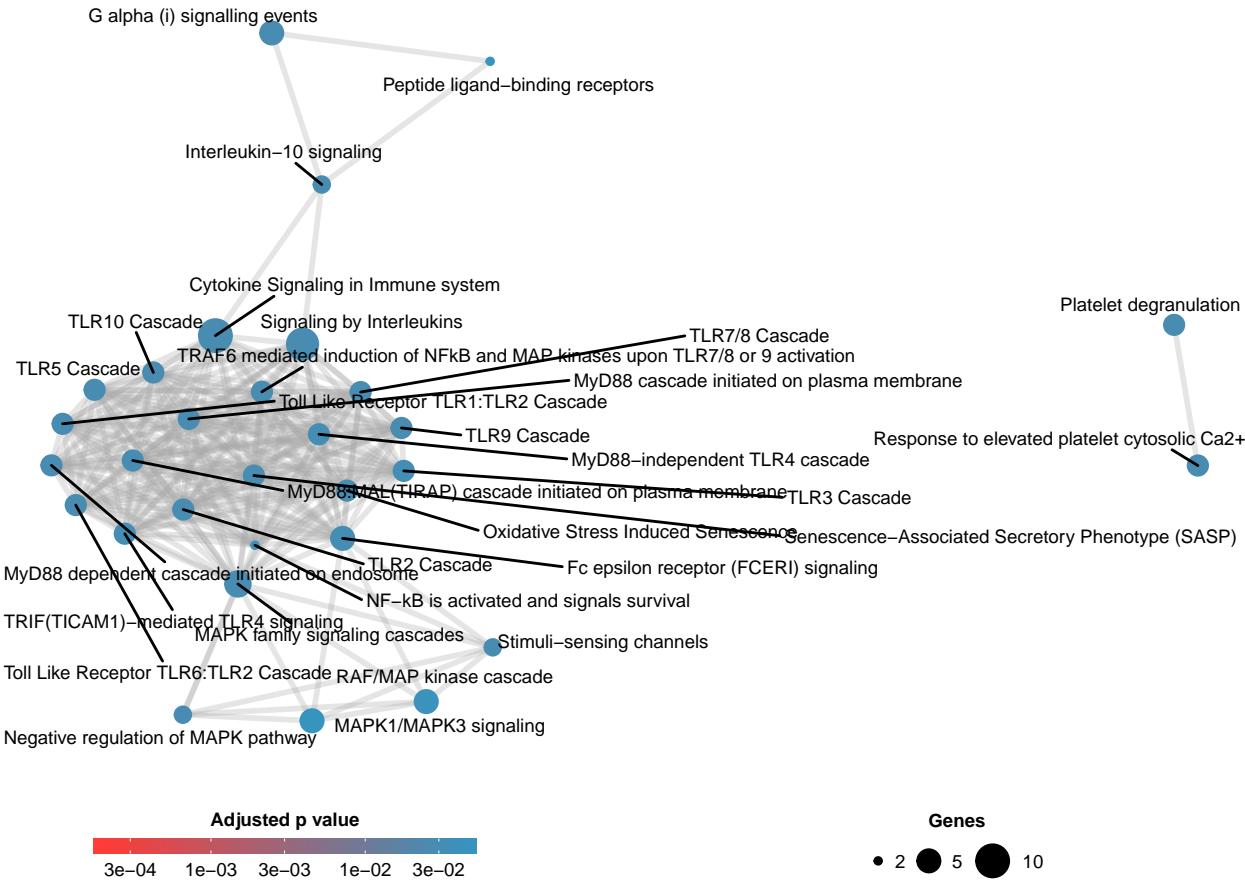 G alpha (i) signalling events
Peptide ligand−binding receptors
Interleukin−10 signaling
Cytokine Signaling in Immune system
Platelet degranulation
TLR10 Cascade
Signaling by Interleukins
TLR7/8 Cascade
TRAF6 mediated induction of NFkB and MAP kinases upon TLR7/8 or 9 activation
TLR5 Cascade
MyD88 cascade initiated on plasma membrane
Toll Like Receptor TLR1:TLR2 Cascade
TLR9 Cascade
Response to elevated platelet cytosolic Ca2+
MyD88−independent TLR4 cascade
MyD88:MAL(TIRAP) cascade initiated on plasma membrane
TLR3 Cascade
Oxidative Stress Induced Senescence
Senescence−Associated Secretory Phenotype (SASP)
TLR2 Cascade
Fc epsilon receptor (FCERI) signaling
MyD88 dependent cascade initiated on endosome
NF−kB is activated and signals survival
TRIF(TICAM1)−mediated TLR4 signaling
MAPK family signaling cascades
Stimuli−sensing channels
Toll Like Receptor TLR6:TLR2 Cascade
RAF/MAP kinase cascade
MAPK1/MAPK3 signaling
Negative regulation of MAPK pathway
Adjusted p value
3e−04 1e−03 3e−03 1e−02 3e−02
Genes
2 5 10